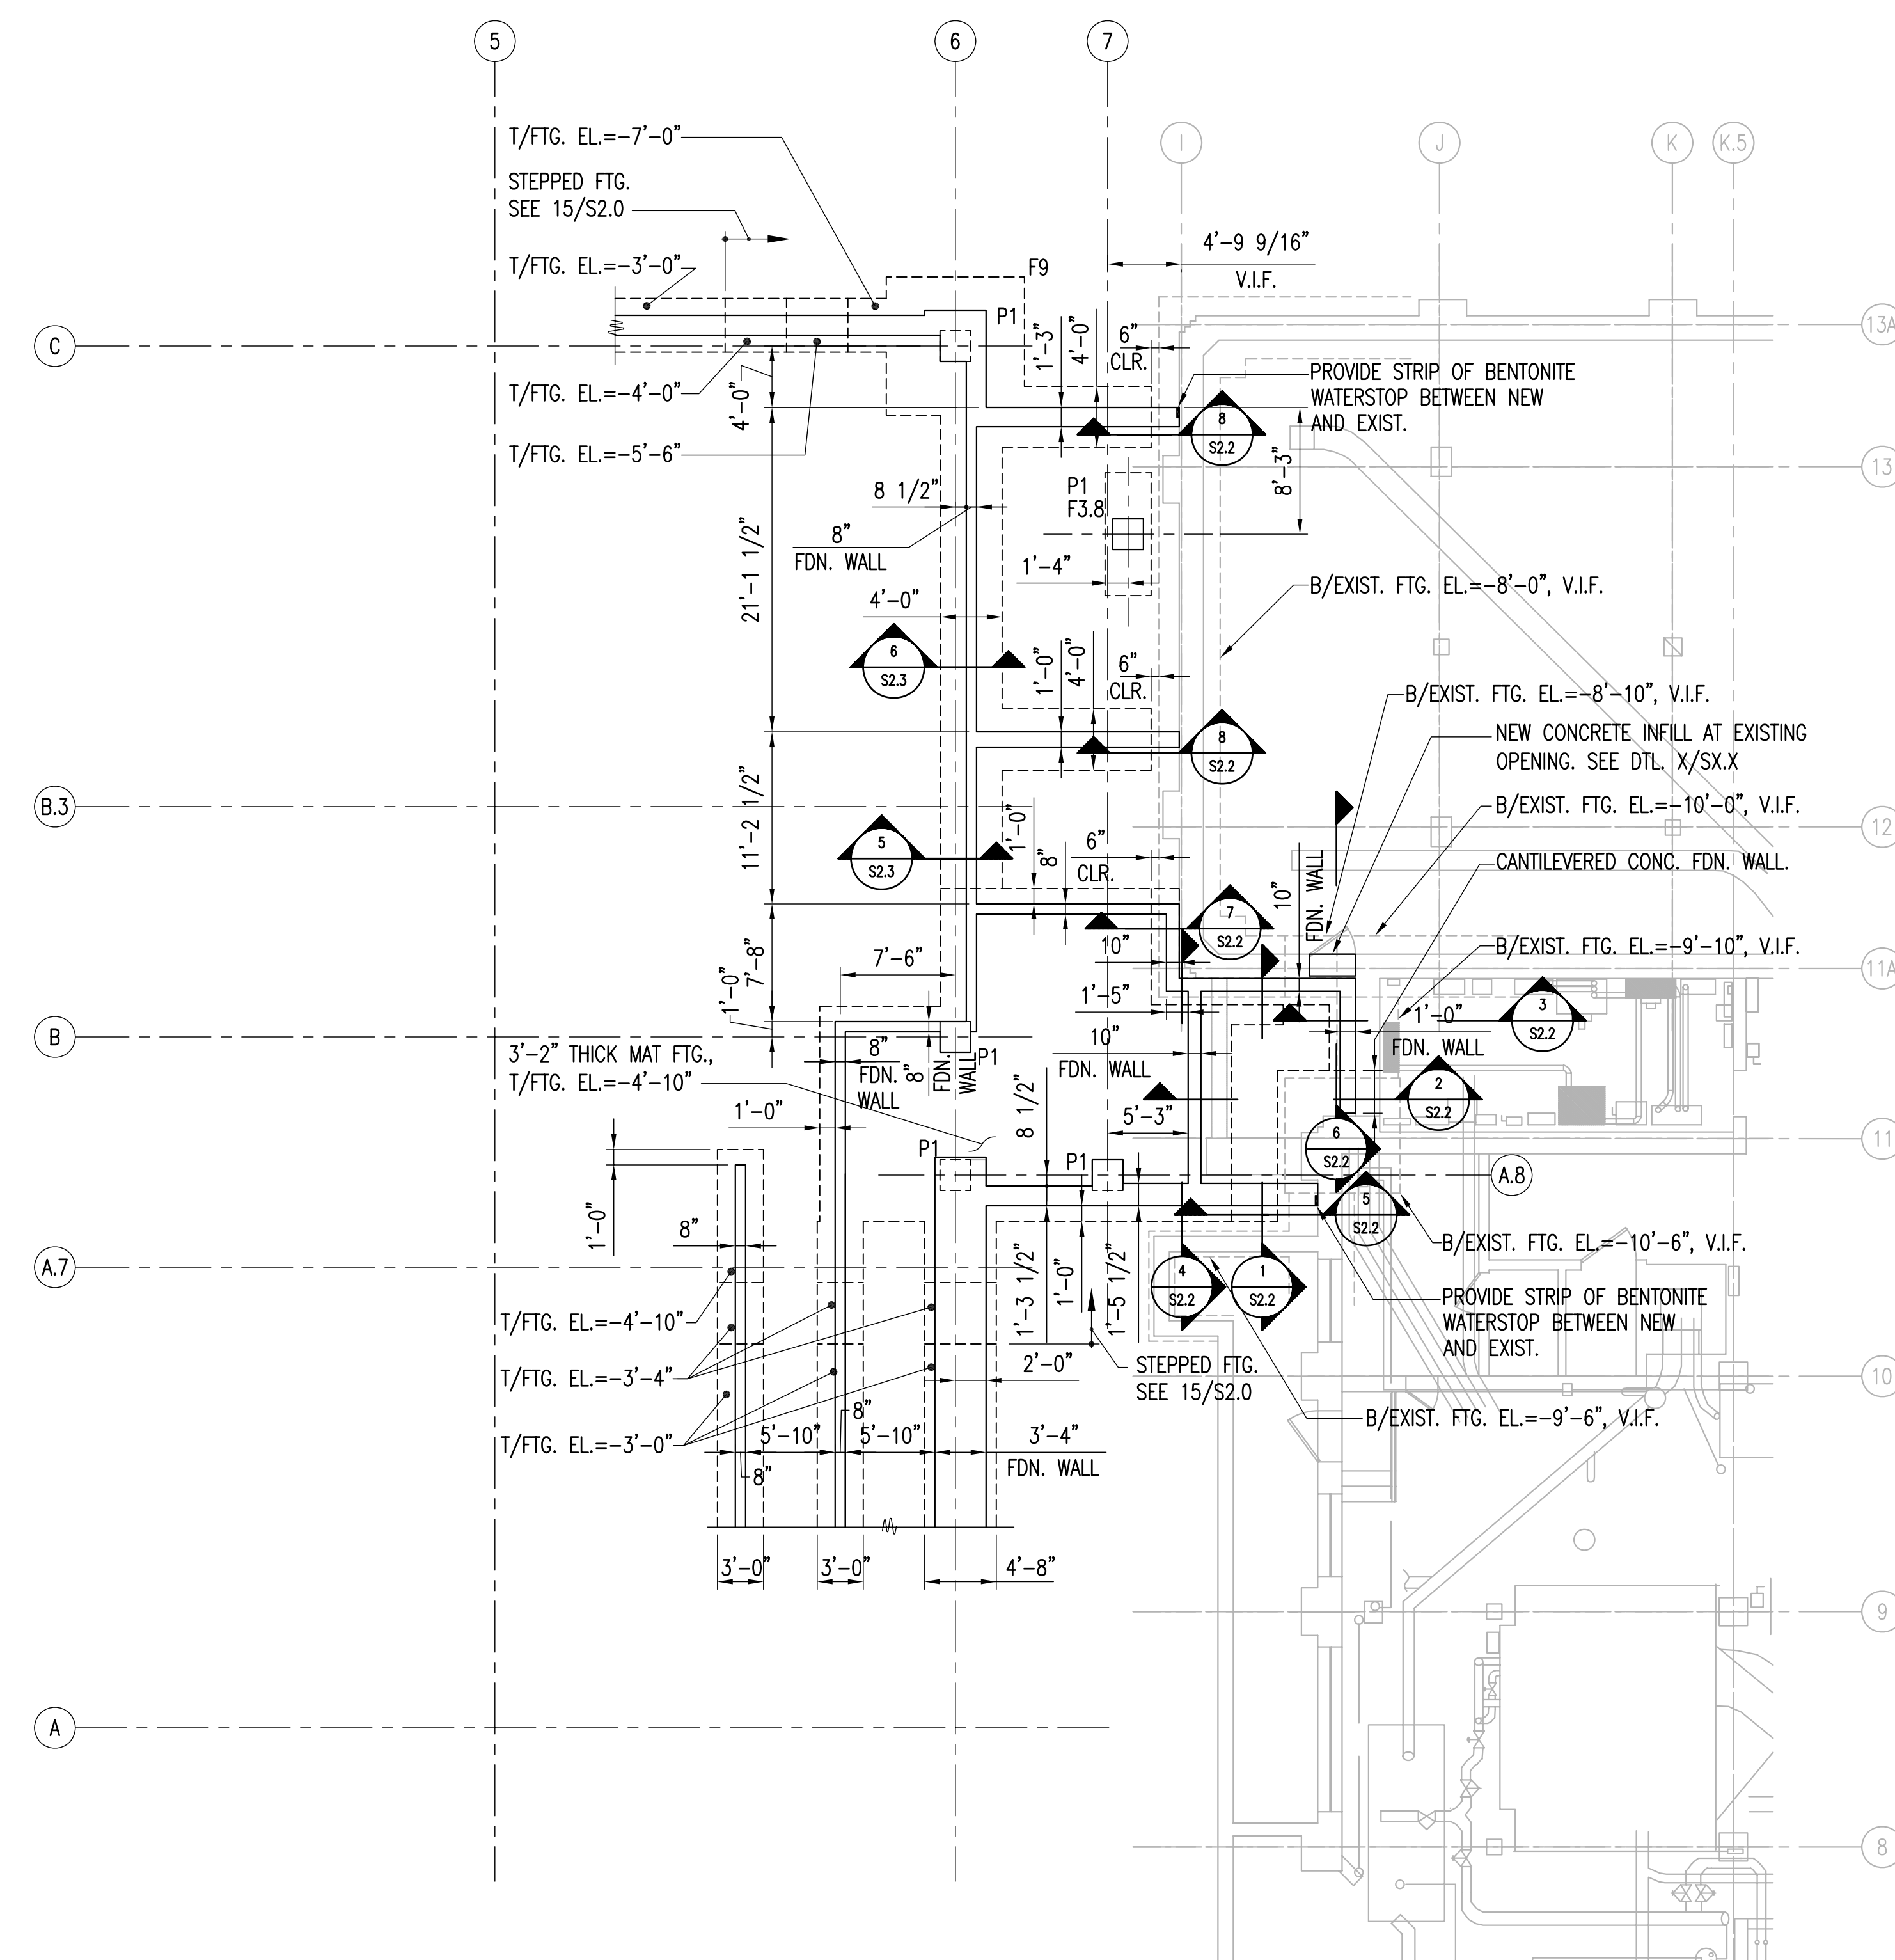 5
6
7
I
J
K
K.5
T/FTG. EL.=-7'-0"
STEPPED FTG.
SEE 15/S2.0
T/FTG. EL.=-3'-0"
F9
4'-9 9/16"
V.I.F.
13A
P1
C
1'-3"
4'-0"
6"
CLR.
PROVIDE STRIP OF BENTONITE
WATERSTOP BETWEEN NEW
AND EXIST.
T/FTG. EL.=-4'-0"
4'-0"
8
S2.2
T/FTG. EL.=-5'-6"
13
8'-3"
8 1/2"
P1
F3.8
8"
FDN. WALL
21'-1 1/2"
1'-4"
B/EXIST. FTG. EL.=-8'-0", V.I.F.
4'-0"
6
S2.3
1'-0"
4'-0"
6"
CLR.
B/EXIST. FTG. EL.=-8'-10", V.I.F.
NEW CONCRETE INFILL AT EXISTING
OPENING. SEE DTL. X/SX.X
8
S2.2
B.3
11'-2 1/2"
B/EXIST. FTG. EL.=-10'-0", V.I.F.
12
1'-0"
8"
6"
CLR.
5
S2.3
CANTILEVERED CONC. FDN. WALL.
10"
FDN. WALL
7
S2.2
10"
B/EXIST. FTG. EL.=-9'-10", V.I.F.
7'-8"
7'-6"
11A
1'-0"
1'-5"
3
S2.2
1'-0"
FDN. WALL
B
3'-2" THICK MAT FTG.,
T/FTG. EL.=-4'-10"
8"
FDN.
WALL
8"
FDN.
WALL
P1
10"
FDN. WALL
2
S2.2
1'-0"
8 1/2"
5'-3"
6
S2.2
11
P1
P1
A.8
1'-0"
8"
5
S2.2
B/EXIST. FTG. EL.=-10'-6", V.I.F.
A.7
4
S2.2
1
S2.2
1'-3 1/2"
1'-0"
1'-5 1/2"
PROVIDE STRIP OF BENTONITE
WATERSTOP BETWEEN NEW
AND EXIST.
T/FTG. EL.=-4'-10"
T/FTG. EL.=-3'-4"
2'-0"
STEPPED FTG.
SEE 15/S2.0
10
B/EXIST. FTG. EL.=-9'-6", V.I.F.
T/FTG. EL.=-3'-0"
5'-10"
8"
5'-10"
3'-4"
FDN. WALL
8"
3'-0"
3'-0"
4'-8"
9
A
8